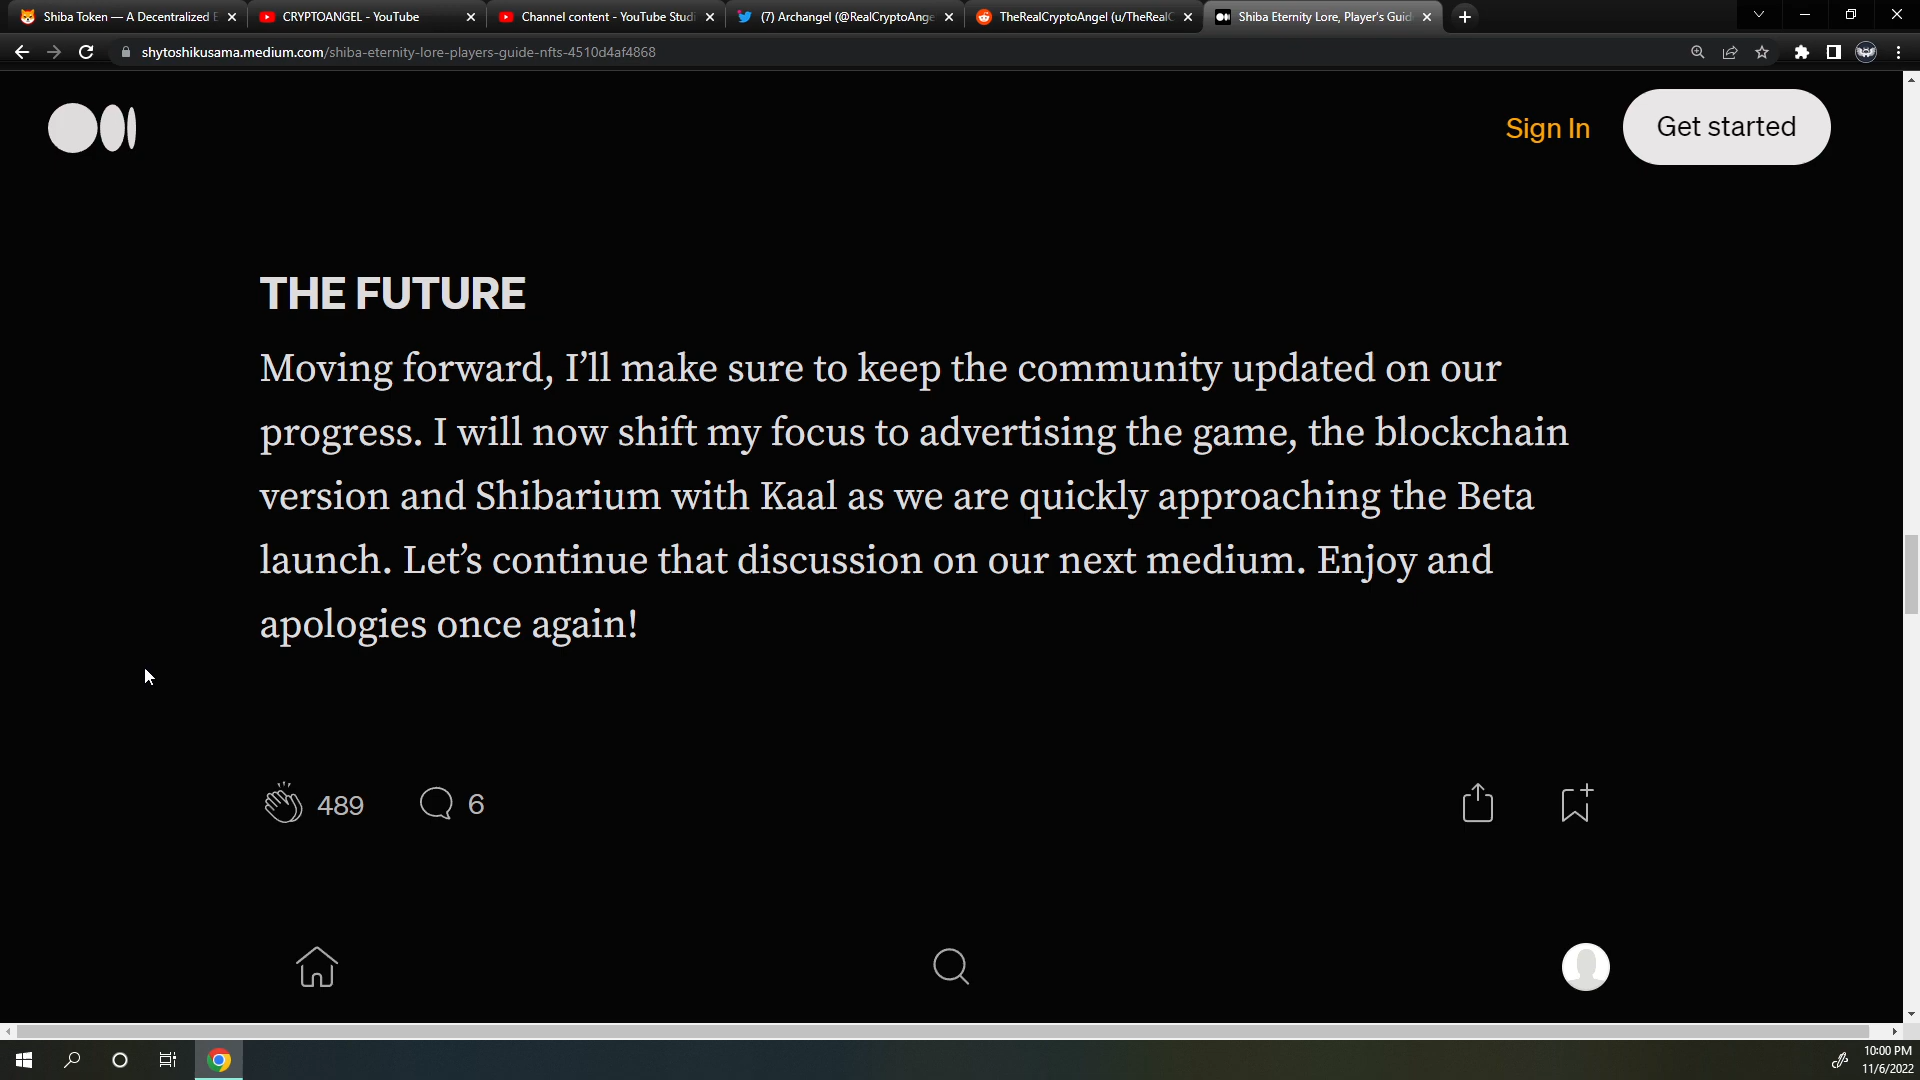 Shiba Token — A Decentralized E
CRYPTOANGEL - YouTube
Channel content - YouTube Studi
(7) Archangel (@RealCryptoAnge
TheRealCryptoAngel (u/TheRealC
Shiba Eternity Lore, Player's Guid
shytoshikusama.medium.com/shiba-eternity-lore-players-guide-nfts-4510d4af4868
Sign In
Get started
THE FUTURE
Moving forward, I’ll make sure to keep the community updated on our
progress. I will now shift my focus to advertising the game, the blockchain
version and Shibarium with Kaal as we are quickly approaching the Beta
launch. Let’s continue that discussion on our next medium. Enjoy and
apologies once again!
489
6
10:00 PM
11/6/2022